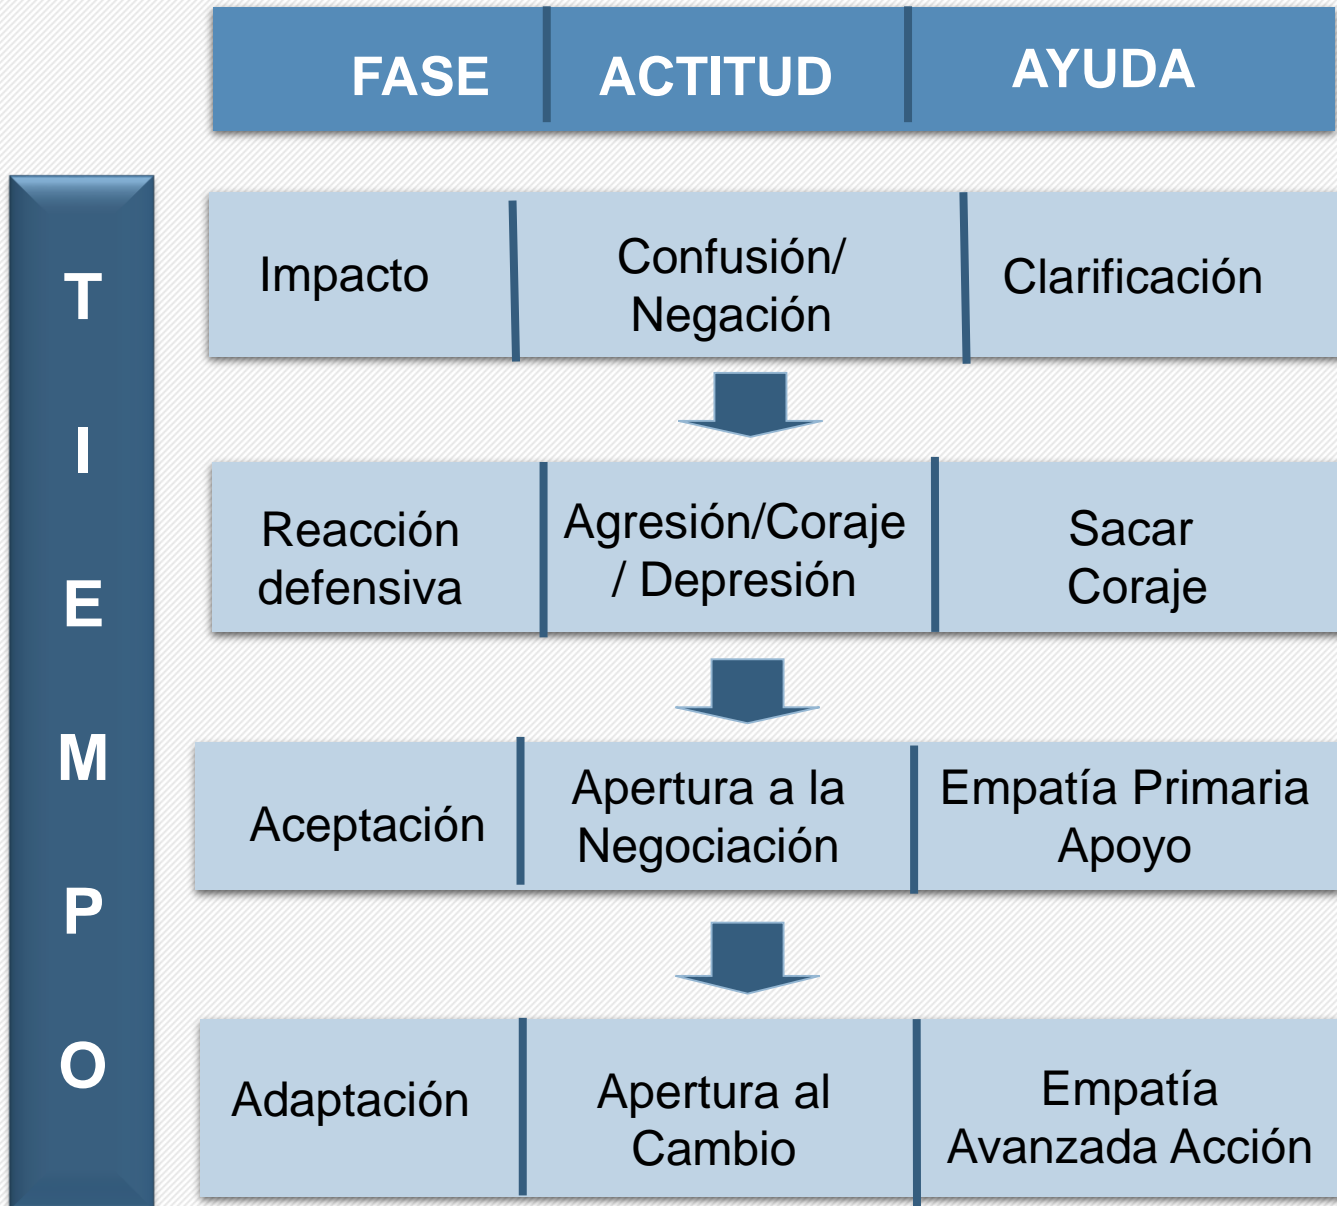 FASE ACTITUD AYUDA
T
I
E
M
P
O
Impacto
Confusión/
Negación
Clarificación
Reacción
defensiva
Agresión/Coraje
/ Depresión
Sacar
Coraje
Aceptación
Apertura a la
Negociación
Empatía Primaria
Apoyo
Adaptación
Apertura al
Cambio
Empatía
Avanzada Acción